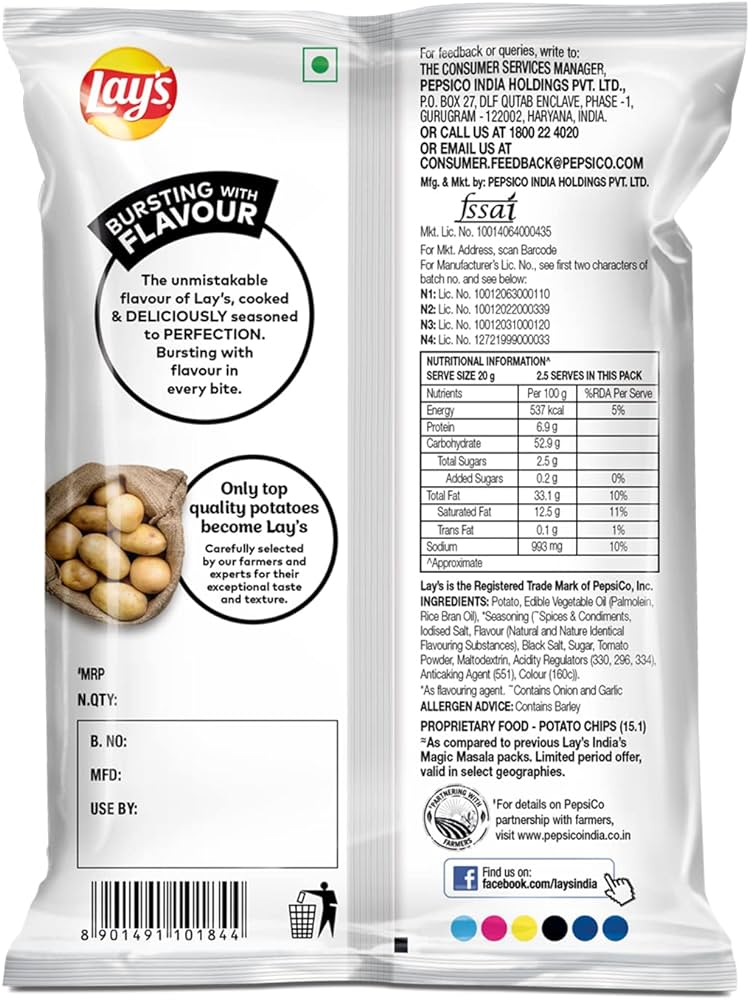 Lay's
BURSTING WITH
FLAVOUR
The unmistakable
flavour of Lay's, cooked
& DELICIOUSLY seasoned
to PERFECTION.
Bursting with
flavour in
every bite.
Only top
quality potatoes
become Lay's
Carefully selected
by our farmers and
experts for their
exceptional taste
and texture.
#MRP
N.QTY:
B. NO:
MFD:
USE BY:
8 901491 101844
For feedback or queries, write to:
THE CONSUMER SERVICES MANAGER,
PEPSICO INDIA HOLDINGS PVT. LTD.,
P.O. BOX 27, DLF QUTAB ENCLAVE, PHASE -1,
GURUGRAM - 122002, HARYANA, INDIA.
OR CALL US AT 1800 22 4020
OR EMAIL US AT
CONSUMER.FEEDBACK@PEPSICO.COM
Mfg. & Mkt. by: PEPSICO INDIA HOLDINGS PVT. LTD.
fssai
Mkt. Lic. No. 10014064000435
For Mkt. Address, scan Barcode
For Manufacturer's Lic. No., see first two characters of
batch no. and see below:
N1: Lic. No. 10012063000110
N2: Lic. No. 10012022000339
N3: Lic. No. 10012031000120
N4: Lic. No. 12721999000033
NUTRITIONAL INFORMATION^
SERVE SIZE 20 g 2.5 SERVES IN THIS PACK
Nutrients Per 100 g %RDA Per Serve
Energy 537 kcal 5%
Protein 6.9 g
Carbohydrate 52.9 g
Total Sugars 2.5 g
Added Sugars 0.2 g 0%
Total Fat 33.1 g 10%
Saturated Fat 12.5 g 11%
Trans Fat 0.1 g 1%
Sodium 993 mg 10%
^Approximate
Lay's is the Registered Trade Mark of PepsiCo, Inc.
INGREDIENTS: Potato, Edible Vegetable Oil (Palmolein,
Rice Bran Oil), *Seasoning (~Spices & Condiments,
Iodised Salt, Flavour (Natural and Nature Identical
Flavouring Substances), Black Salt, Sugar, Tomato
Powder, Maltodextrin, Acidity Regulators (330, 296, 334),
Anticaking Agent (551), Colour (160c)).
*As flavouring agent. ~Contains Onion and Garlic
ALLERGEN ADVICE: Contains Barley
PROPRIETARY FOOD - POTATO CHIPS (15.1)
≈As compared to previous Lay's India's
Magic Masala packs. Limited period offer,
valid in select geographies.
PARTNERING WITH
FARMERS
For details on PepsiCo
partnership with farmers,
visit www.pepsicoindia.co.in
Find us on:
facebook.com/laysindia